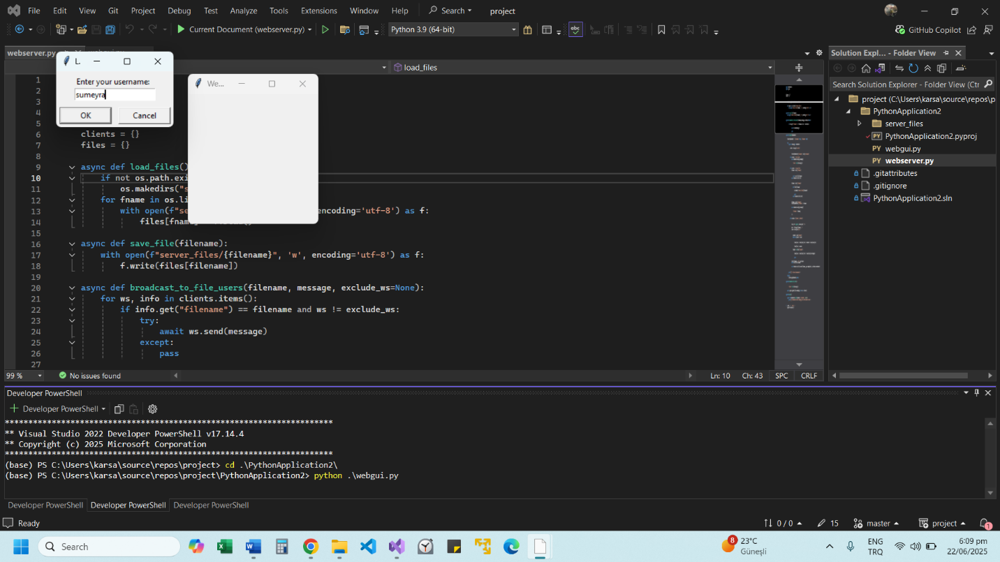 File Edit View Git Project Debug Test Analyze Tools Extensions Window Help Search project
Current Document (webserver.py) Python 3.9 (64-bit) abc GitHub Copilot
webserver.py
load_files
L.
Enter your username:
sumeyra
OK Cancel
We...
1
2
3
4
5
6 clients = {}
7 files = {}
8
9 async def load_files()
10 if not os.path.exi
11 os.makedirs("s
12 for fname in os.li
13 with open(f"se encoding='utf-8') as f:
14 files[fnam
15
16 async def save_file(filename):
17 with open(f"server_files/{filename}", 'w', encoding='utf-8') as f:
18 f.write(files[filename])
19
20 async def broadcast_to_file_users(filename, message, exclude_ws=None):
21 for ws, info in clients.items():
22 if info.get("filename") == filename and ws != exclude_ws:
23 try:
24 await ws.send(message)
25 except:
26 pass
27
99 % No issues found Ln: 10 Ch: 43 SPC CRLF
Solution Expl... - Folder View
Search Solution Explorer - Folder View (Ctr
project (C:\Users\karsa\source\repos\p
PythonApplication2
server_files
PY PythonApplication2.pyproj
PY webgui.py
PY webserver.py
.gitattributes
.gitignore
PythonApplication2.sln
Developer PowerShell
Developer PowerShell
**********************************************************************
** Visual Studio 2022 Developer PowerShell v17.14.4
** Copyright (c) 2025 Microsoft Corporation
**********************************************************************
(base) PS C:\Users\karsa\source\repos\project> cd .\PythonApplication2\
(base) PS C:\Users\karsa\source\repos\project\PythonApplication2> python .\webgui.py
Developer PowerShell Developer PowerShell Developer PowerShell
Ready 0 / 0 15 master project 1
Search 8 23°C Güneşli ENG TRQ 6:09 pm 22/06/2025